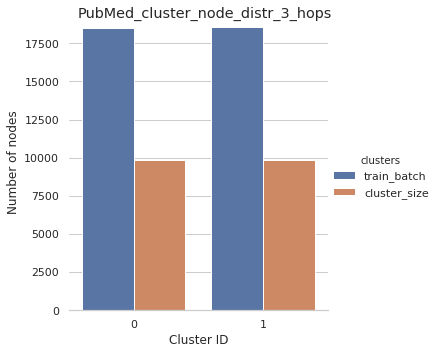 PubMed_cluster_node_distr_3_hops
Number of nodes
17500
15000
12500
10000
7500
5000
2500
0
0
1
Cluster ID
clusters
train_batch
cluster_size